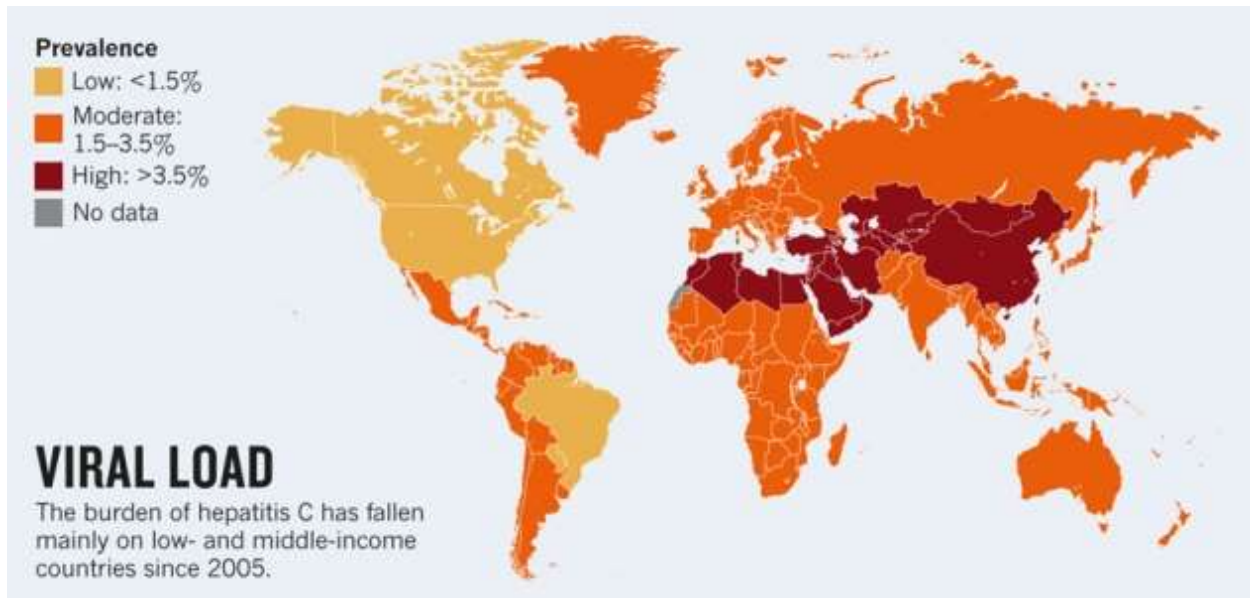 Prevalence
Low: <1.5%
Moderate:
1.5–3.5%
High: >3.5%
No data
VIRAL LOAD
The burden of hepatitis C has fallen
mainly on low- and middle-income
countries since 2005.